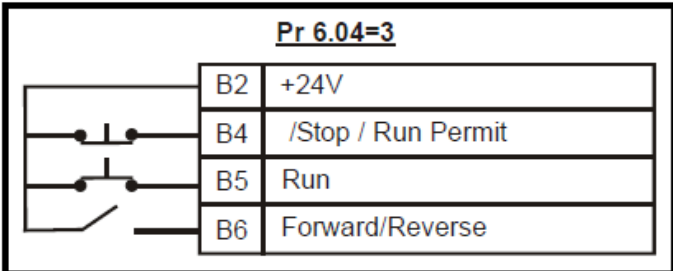 Pr 6.04=3
B2 +24V
B4 /Stop / Run Permit
B5 Run
B6 Forward/Reverse